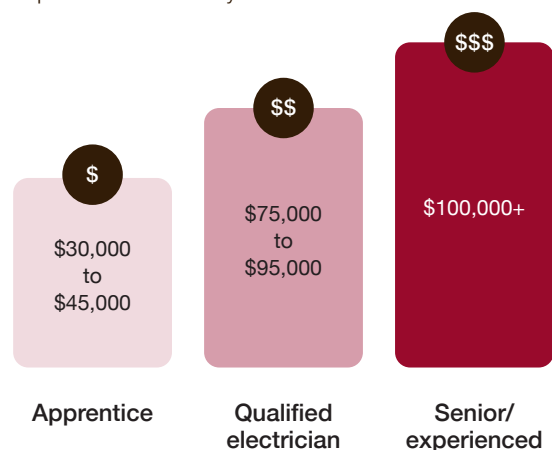 $
$$
$$$
$30,000
to
$45,000
$75,000
to
$95,000
$100,000+
Apprentice
Qualified
electrician
Senior/
experienced